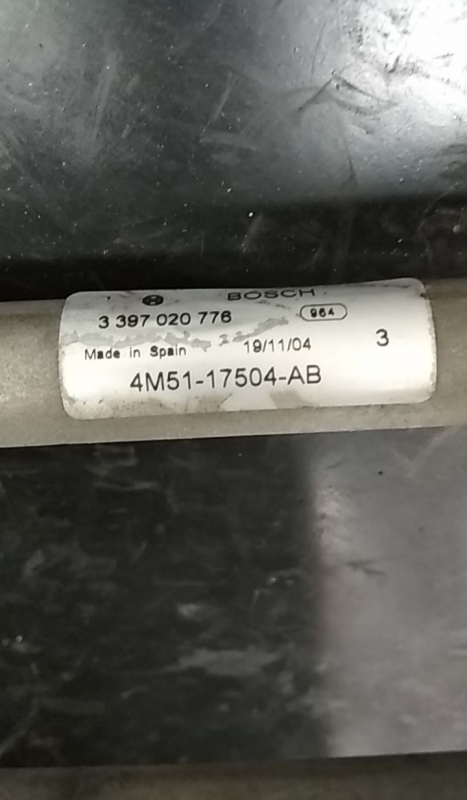 BOSCH
3 397 020 776 964
Made in Spain 19/11/04 3
4M51-17504-AB